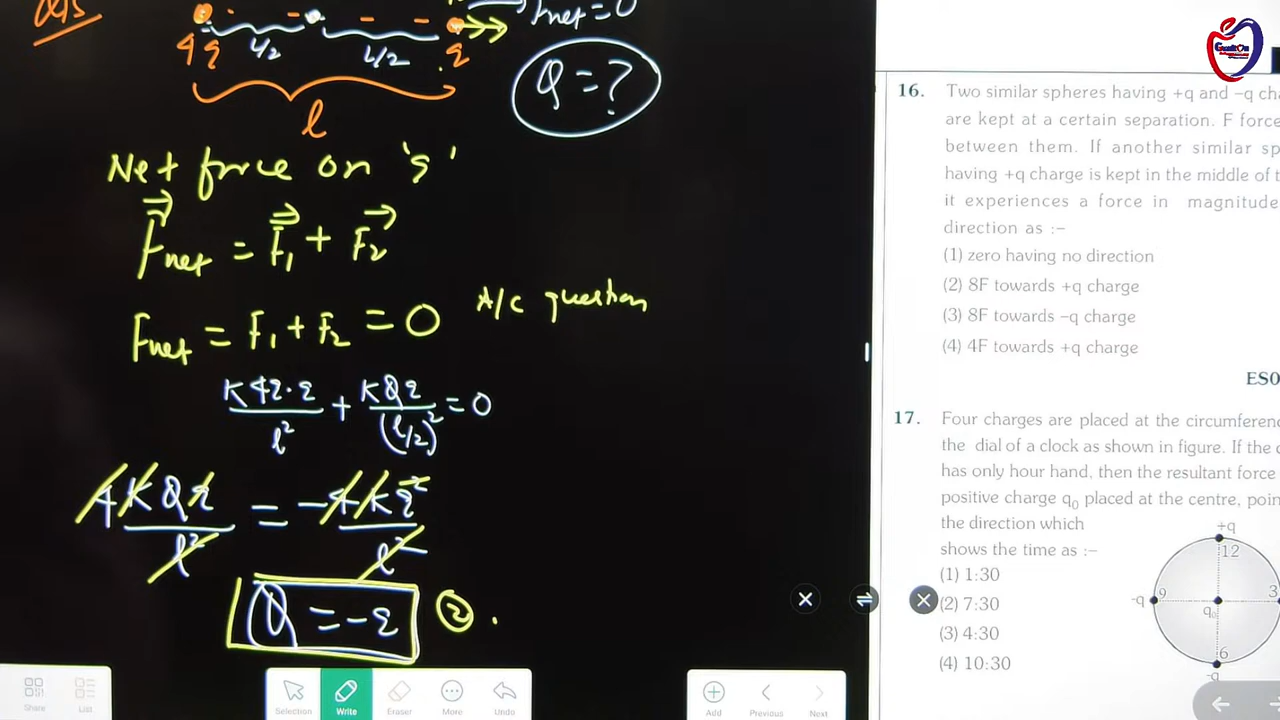 Fnet = 0
4q L/2 L/2 q
l
Q = ?
Net force on 'q'
Fnet = F1 + F2
Fnet = F1 + F2 = 0 A/C question
K4q.q/l² + KQq/(l/2)² = 0
4KQq/l² = -4Kq²/l²
Q = -q (2).
Share
List
Selection
Write
Eraser
More
Undo
Add
Previous
Next
16. Two similar spheres having +q and –q cha
are kept at a certain separation. F force
between them. If another similar sp
having +q charge is kept in the middle of t
it experiences a force in magnitude
direction as :–
(1) zero having no direction
(2) 8F towards +q charge
(3) 8F towards –q charge
(4) 4F towards +q charge
ES0
17. Four charges are placed at the circumferenc
the dial of a clock as shown in figure. If the c
has only hour hand, then the resultant force
positive charge q0 placed at the centre, poin
the direction which
shows the time as :–
(1) 1:30
(2) 7:30
(3) 4:30
(4) 10:30
+q
12
-q 9 3
q0
6
-q